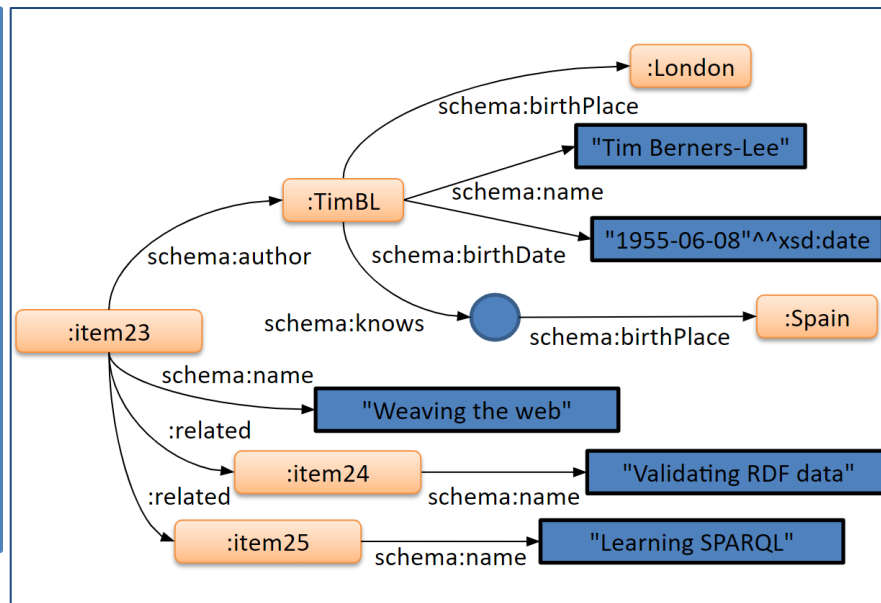 :London
schema:birthPlace
"Tim Berners-Lee"
:TimBL
schema:name
"1955-06-08"^^xsd:date
schema:author
schema:birthDate
:item23
schema:knows
:Spain
schema:birthPlace
schema:name
"Weaving the web"
:related
:item24
"Validating RDF data"
:related
schema:name
:item25
"Learning SPARQL"
schema:name